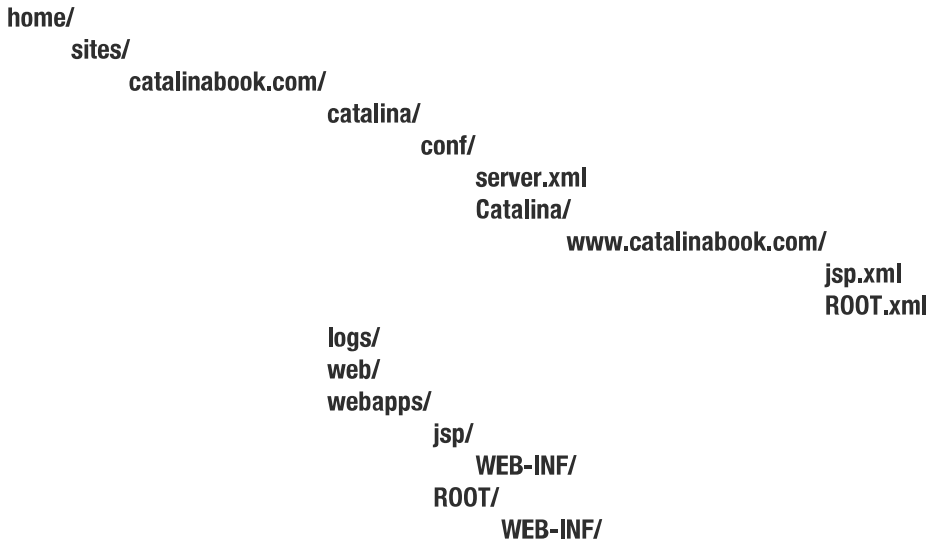 home/
sites/
catalinabook.com/
catalina/
conf/
server.xml
Catalina/
www.catalinabook.com/
jsp.xml
ROOT.xml
logs/
web/
webapps/
jsp/
WEB-INF/
ROOT/
WEB-INF/